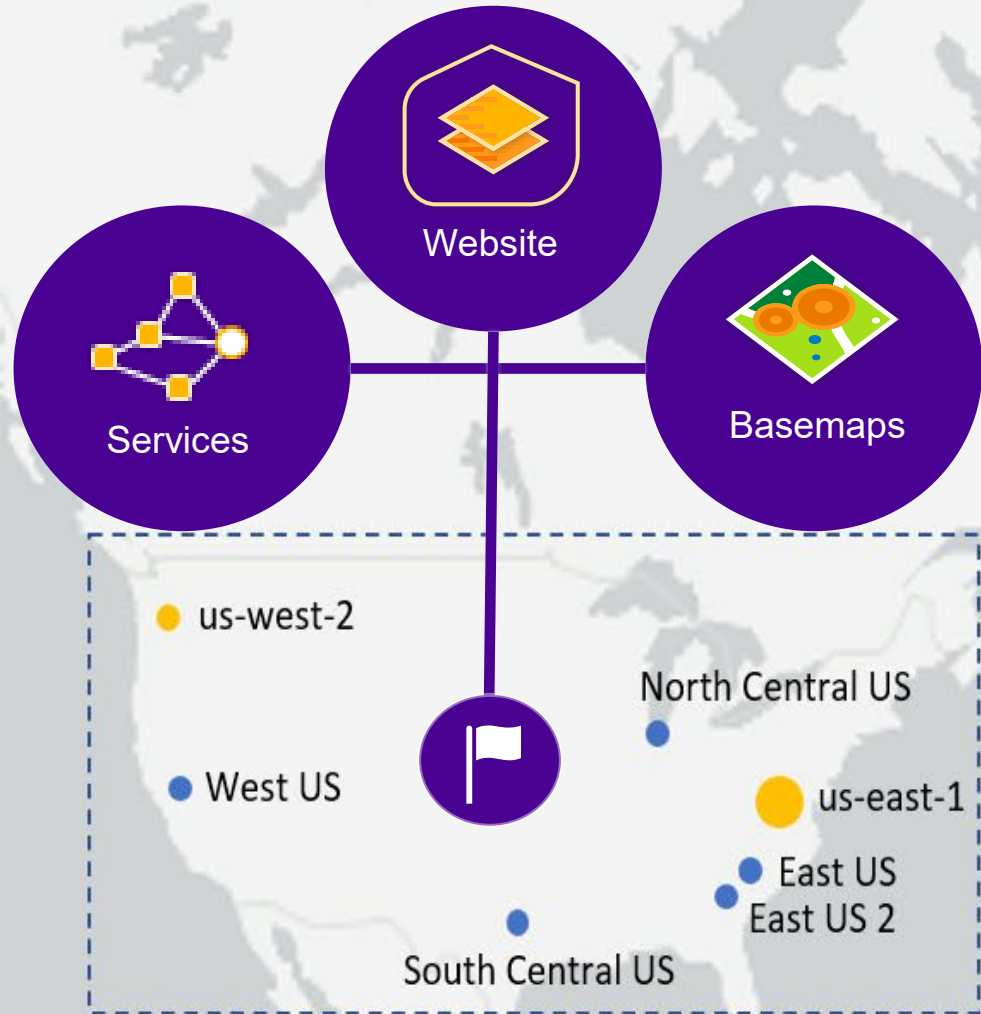 Website
Services
Basemaps
us-west-2
North Central US
West US
us-east-1
East US
East US 2
South Central US